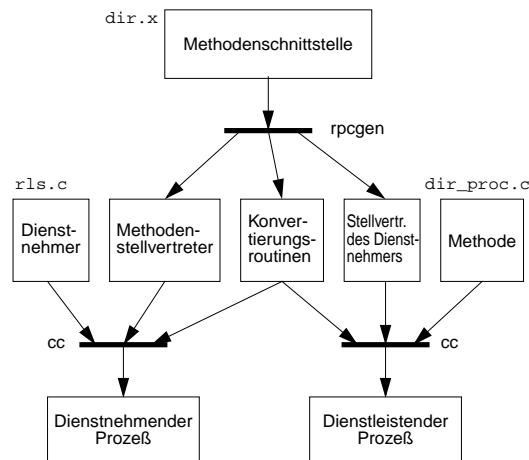 dir.x
Methodenschnittstelle
rpcgen
rls.c
dir_proc.c
Dienst-
nehmer
Methoden-
stellvertreter
Konver-
tierungs-
routinen
Stellvertr.
des Dienst-
nehmers
Methode
cc
cc
Dienstnehmender
Prozeß
Dienstleistender
Prozeß